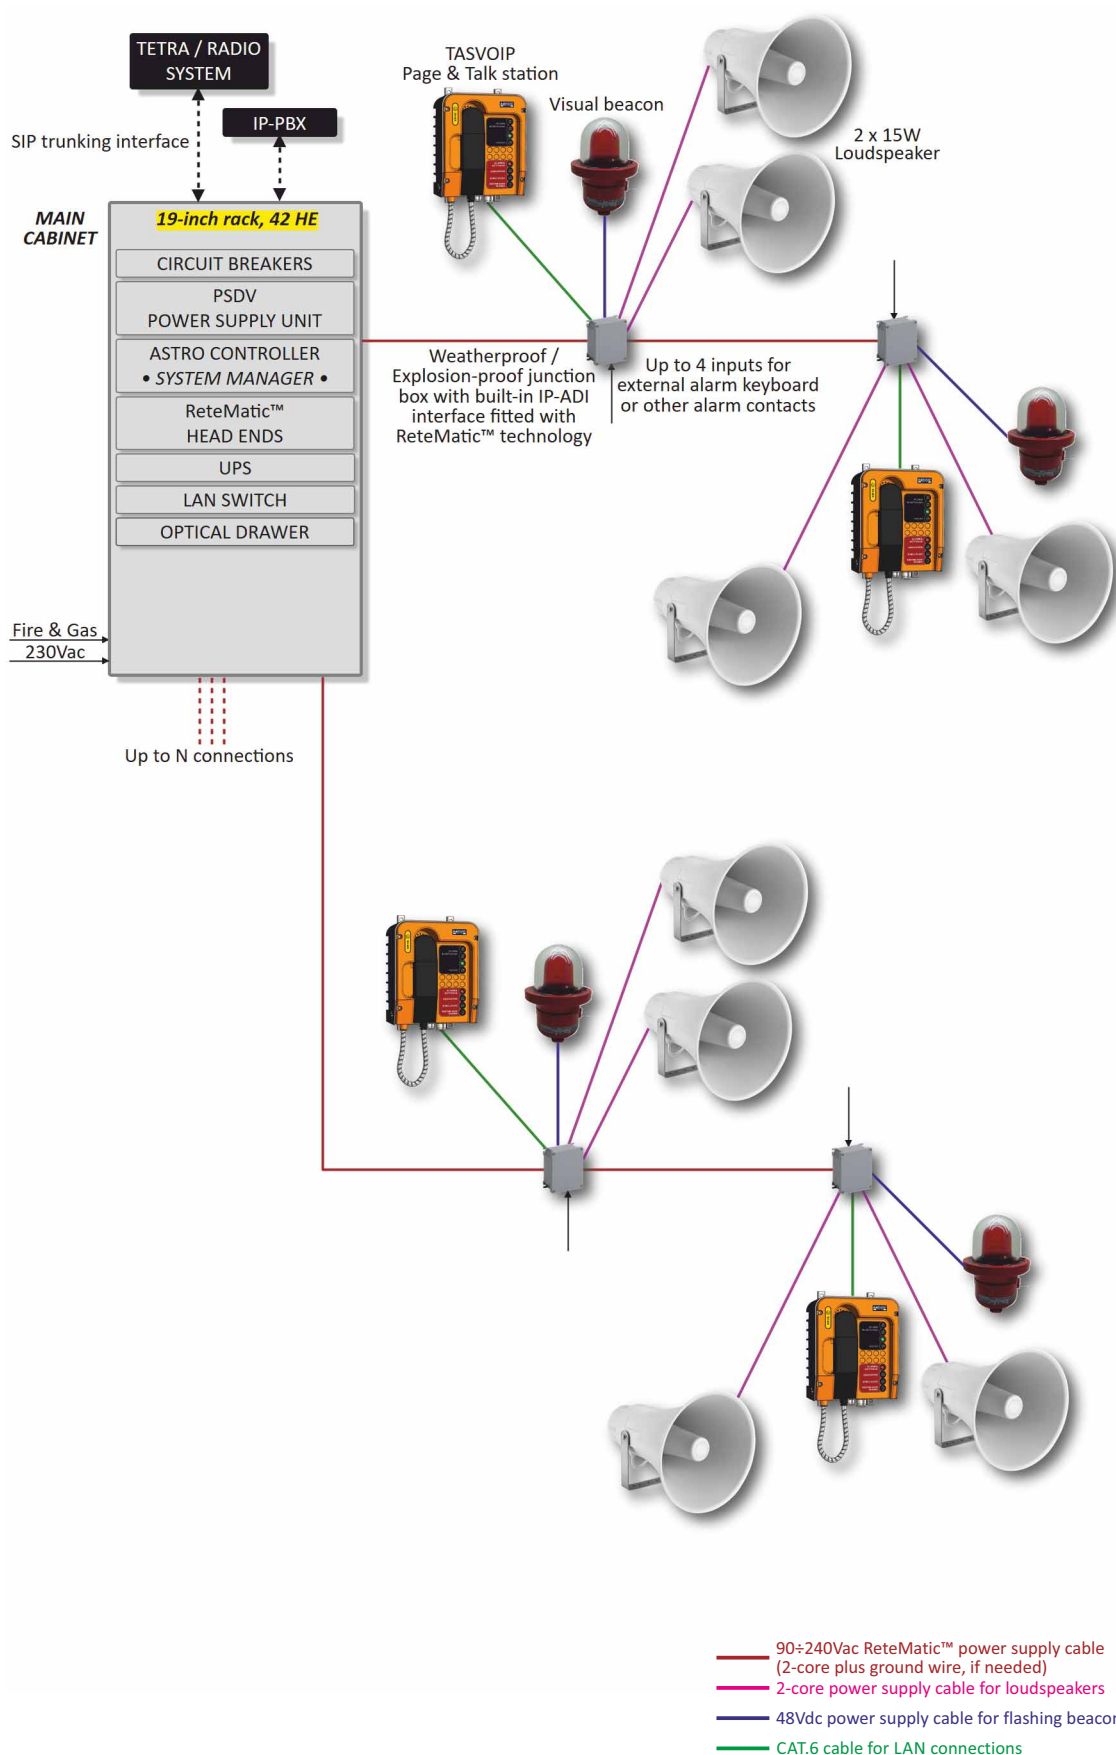 TETRA / RADIO
SYSTEM
IP-PBX
SIP trunking interface
TASVOIP
Page & Talk station
Visual beacon
2 x 15W
Loudspeaker
MAIN
CABINET
19-inch rack, 42 HE
CIRCUIT BREAKERS
PSDV
POWER SUPPLY UNIT
ASTRO CONTROLLER
• SYSTEM MANAGER •
ReteMatic™
HEAD ENDS
UPS
LAN SWITCH
OPTICAL DRAWER
Weatherproof /
Explosion-proof junction
box with built-in IP-ADI
interface fitted with
ReteMatic™ technology
Up to 4 inputs for
external alarm keyboard
or other alarm contacts
Fire & Gas
230Vac
Up to N connections
90÷240Vac ReteMatic™ power supply cable
(2-core plus ground wire, if needed)
2-core power supply cable for loudspeakers
48Vdc power supply cable for flashing beacon
CAT.6 cable for LAN connections